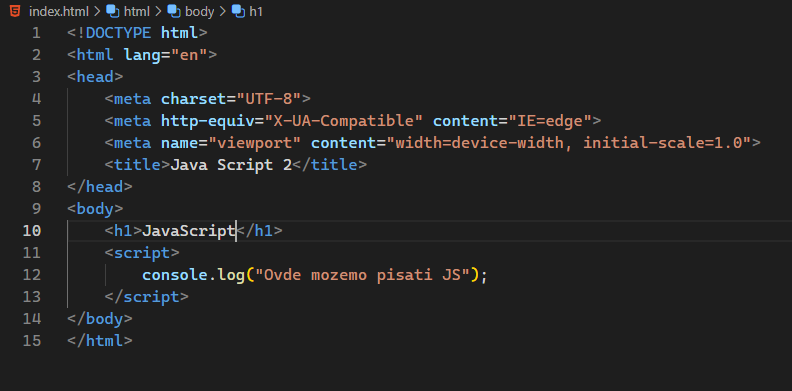 index.html > html > body > h1
1 <!DOCTYPE html>
2 <html lang="en">
3 <head>
4     <meta charset="UTF-8">
5     <meta http-equiv="X-UA-Compatible" content="IE=edge">
6     <meta name="viewport" content="width=device-width, initial-scale=1.0">
7     <title>Java Script 2</title>
8 </head>
9 <body>
10     <h1>JavaScript</h1>
11     <script>
12         console.log("Ovde mozemo pisati JS");
13     </script>
14 </body>
15 </html>